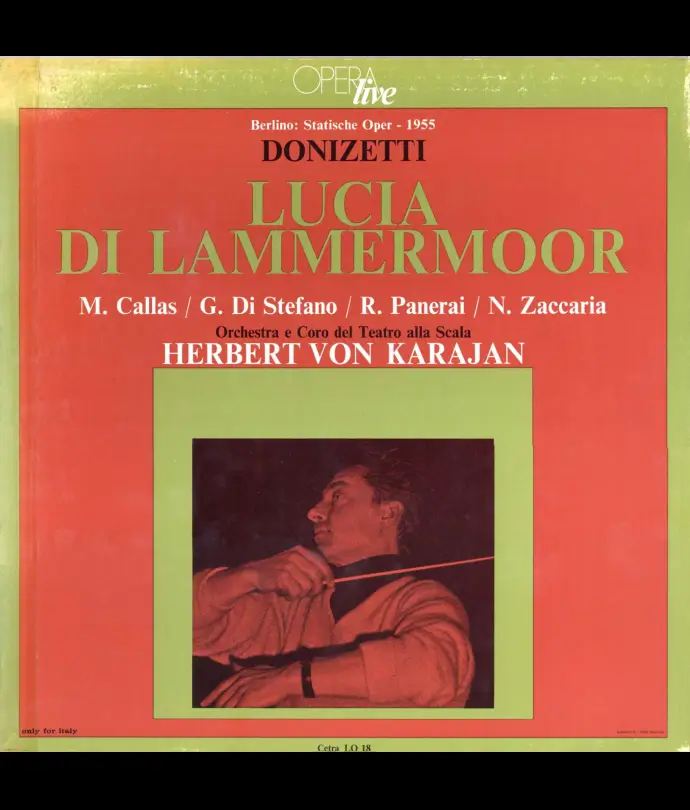 OPERA
live
Berlino: Statische Oper - 1955
DONIZETTI
LUCIA
DI LAMMERMOOR
M. Callas / G. Di Stefano / R. Panerai / N. Zaccaria
Orchestra e Coro del Teatro alla Scala
HERBERT VON KARAJAN
only for Italy
Cetra LO 18